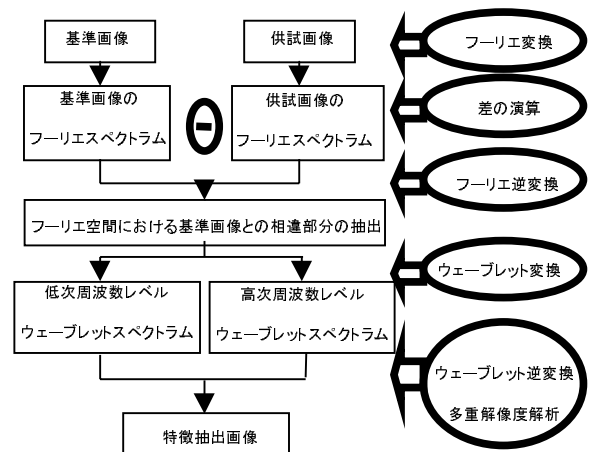 基準画像
供試画像
フーリエ変換
基準画像の
フーリエスペクトラム
供試画像の
フーリエスペクトラム
差の演算
フーリエ逆変換
フーリエ空間における基準画像との相違部分の抽出
ウェーブレット変換
低次周波数レベル
ウェーブレットスペクトラム
高次周波数レベル
ウェーブレットスペクトラム
ウェーブレット逆変換
多重解像度解析
特徴抽出画像